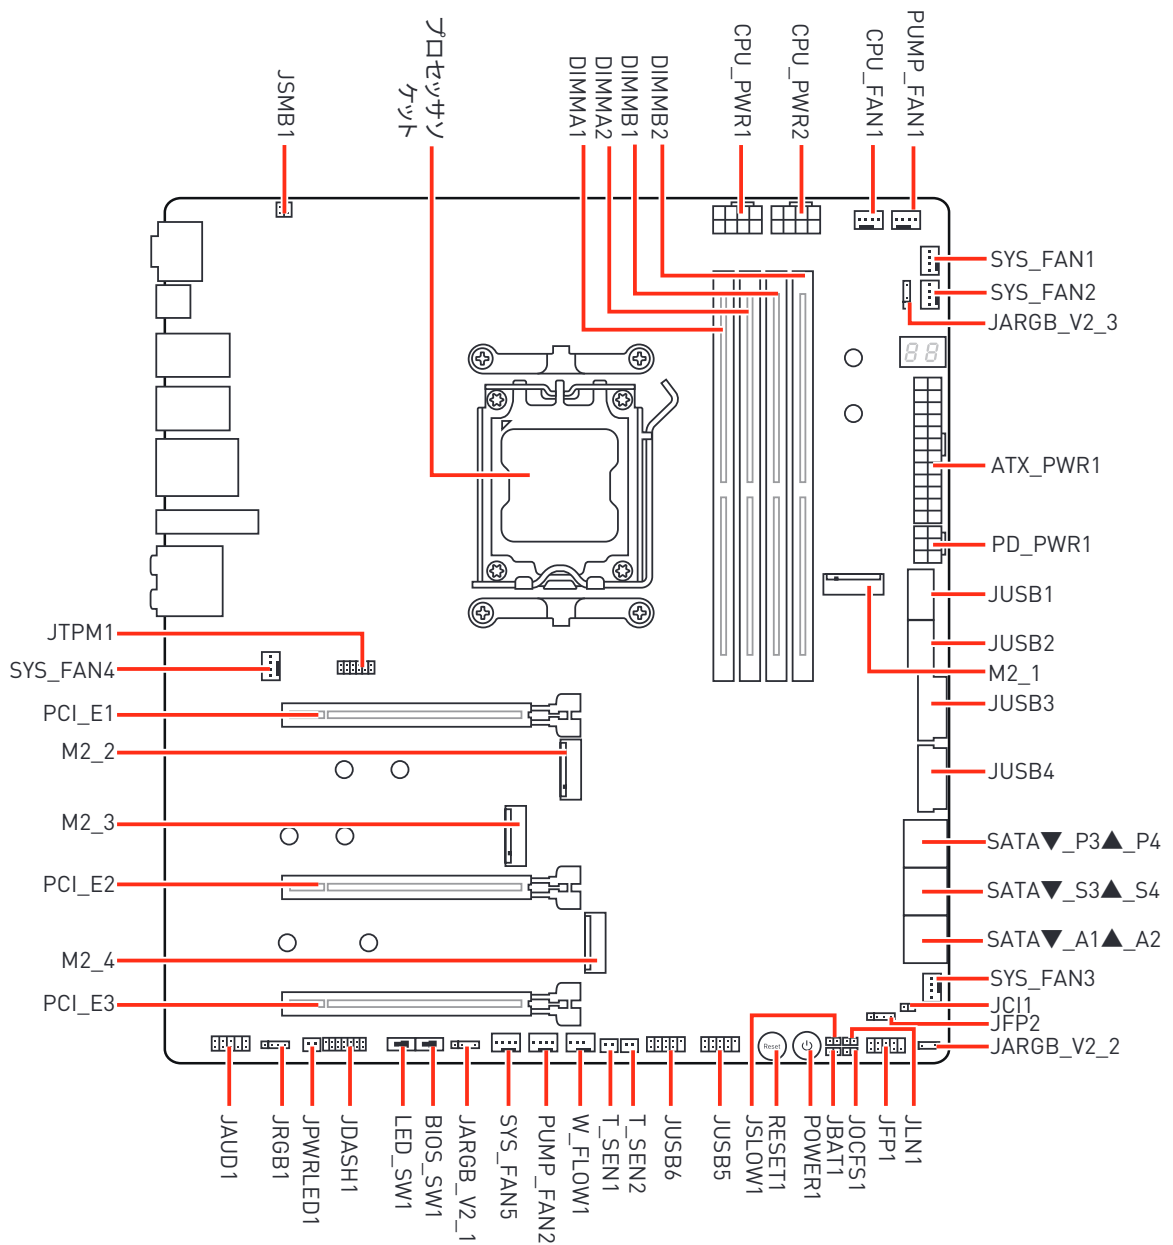 JSMB1
プロセッサソ
ケット
DIMMA1
DIMMA2
DIMMB1
DIMMB2
CPU_PWR1
CPU_PWR2
CPU_FAN1
PUMP_FAN1
SYS_FAN1
SYS_FAN2
JARGB_V2_3
88
ATX_PWR1
PD_PWR1
JUSB1
JUSB2
M2_1
JUSB3
JUSB4
SATA▼_P3▲_P4
SATA▼_S3▲_S4
SATA▼_A1▲_A2
SYS_FAN3
JCI1
JFP2
JARGB_V2_2
JTPM1
SYS_FAN4
PCI_E1
M2_2
M2_3
PCI_E2
M2_4
PCI_E3
Reset
JAUD1
JRGB1
JPWRLED1
JDASH1
LED_SW1
BIOS_SW1
JARGB_V2_1
SYS_FAN5
PUMP_FAN2
W_FLOW1
T_SEN1
T_SEN2
JUSB6
JUSB5
JSLOW1
RESET1
POWER1
JBAT1
JOCFS1
JFP1
JLN1